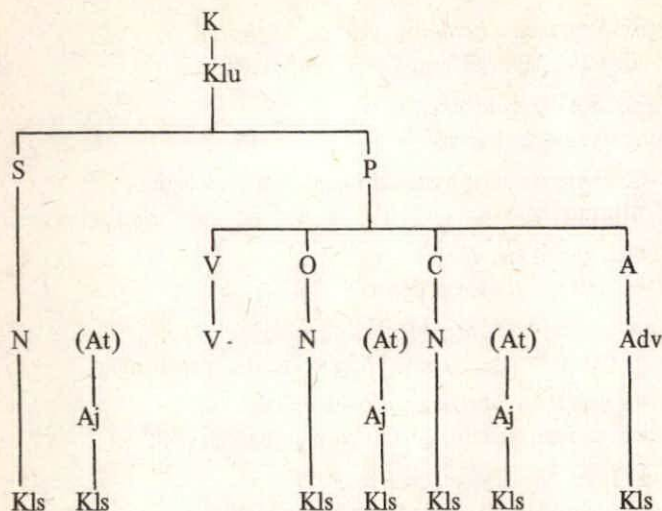 K
Klu
S P
V O C A
N (At) V- N (At) N (At) Adv
Aj Aj Aj
Kls Kls Kls Kls Kls Kls Kls